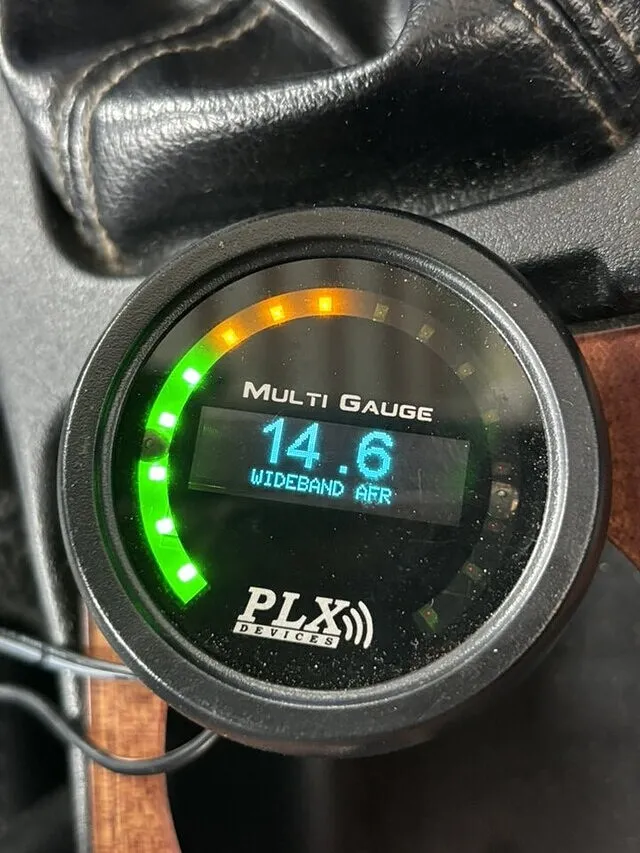 MULTI GAUGE
14.6
WIDEBAND AFR
PLX
DEVICES